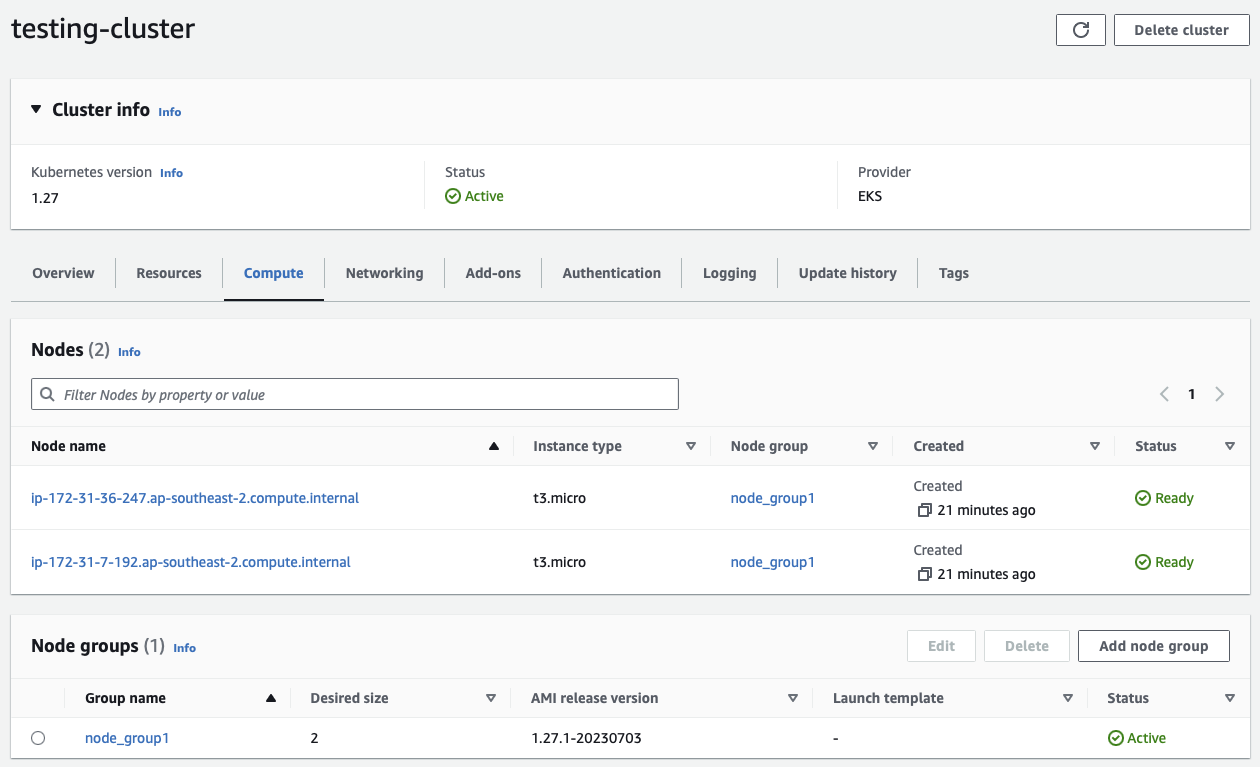 testing-cluster
Delete cluster
Cluster info Info
Kubernetes version Info
1.27
Status
Active
Provider
EKS
Overview Resources Compute Networking Add-ons Authentication Logging Update history Tags
Nodes (2) Info
Filter Nodes by property or value
1
Node name Instance type Node group Created Status
ip-172-31-36-247.ap-southeast-2.compute.internal t3.micro node_group1 Created
21 minutes ago Ready
ip-172-31-7-192.ap-southeast-2.compute.internal t3.micro node_group1 Created
21 minutes ago Ready
Node groups (1) Info
Edit Delete Add node group
Group name Desired size AMI release version Launch template Status
node_group1 2 1.27.1-20230703 - Active